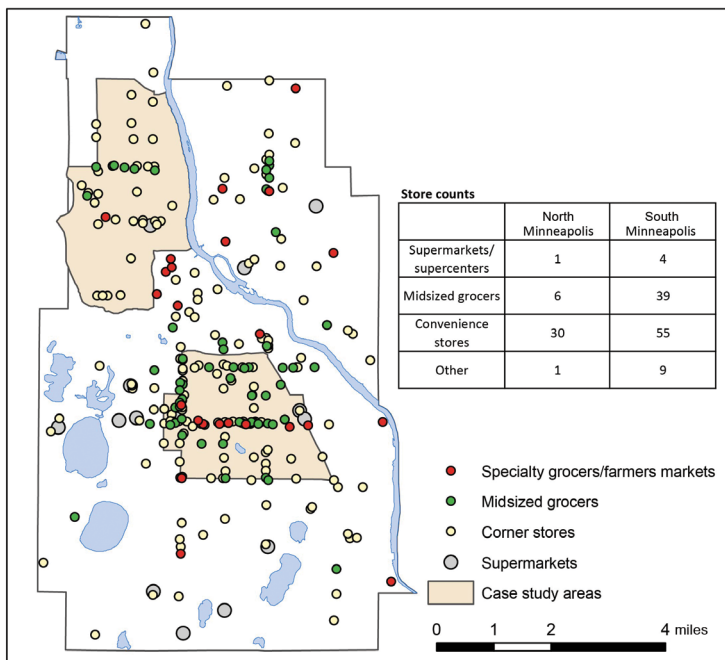 Store counts
North Minneapolis
South Minneapolis
Supermarkets/
supercenters
1
4
Midsized grocers
6
39
Convenience
stores
30
55
Other
1
9
Specialty grocers/farmers markets
Midsized grocers
Corner stores
Supermarkets
Case study areas
0 1 2 4 miles